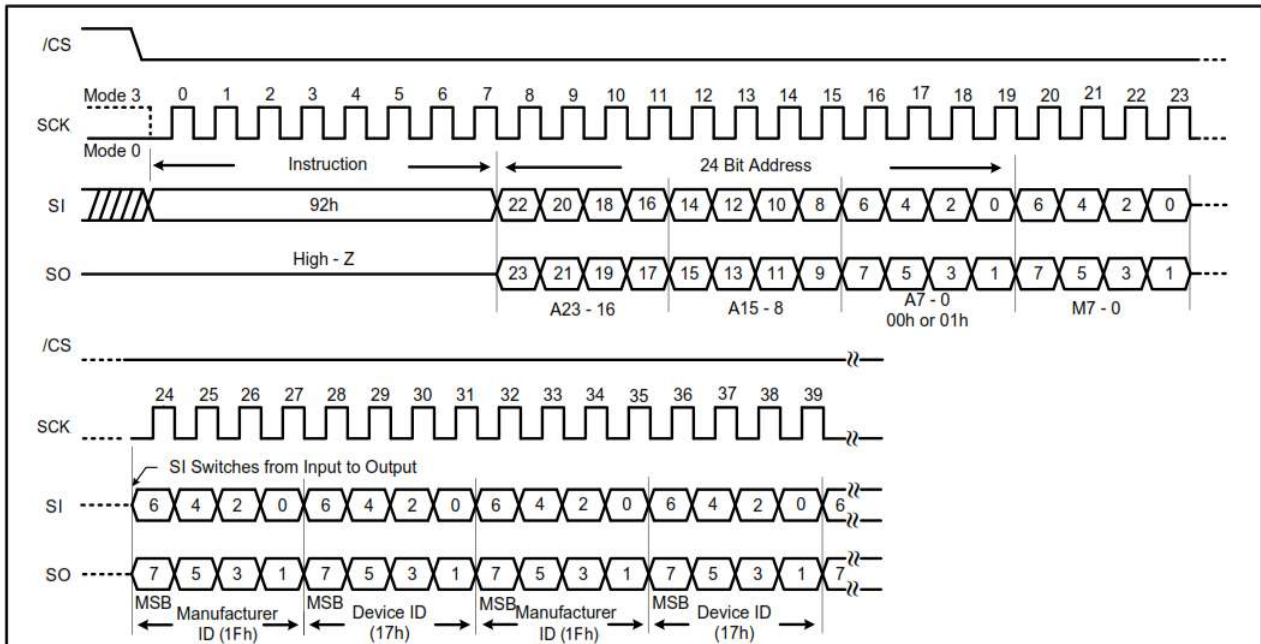 /CS
Mode 3 0 1 2 3 4 5 6 7 8 9 10 11 12 13 14 15 16 17 18 19 20 21 22 23
SCK
Mode 0
Instruction 24 Bit Address
SI 92h 22 20 18 16 14 12 10 8 6 4 2 0 6 4 2 0
High - Z
SO 23 21 19 17 15 13 11 9 7 5 3 1 7 5 3 1
A23 - 16 A15 - 8 A7 - 0 M7 - 0
00h or 01h
/CS
24 25 26 27 28 29 30 31 32 33 34 35 36 37 38 39
SCK
SI Switches from Input to Output
SI 6 4 2 0 6 4 2 0 6 4 2 0 6 4 2 0 6
SO 7 5 3 1 7 5 3 1 7 5 3 1 7 5 3 1 7
MSB MSB MSB MSB
Manufacturer Device ID Manufacturer Device ID
ID (1Fh) (17h) ID (1Fh) (17h)